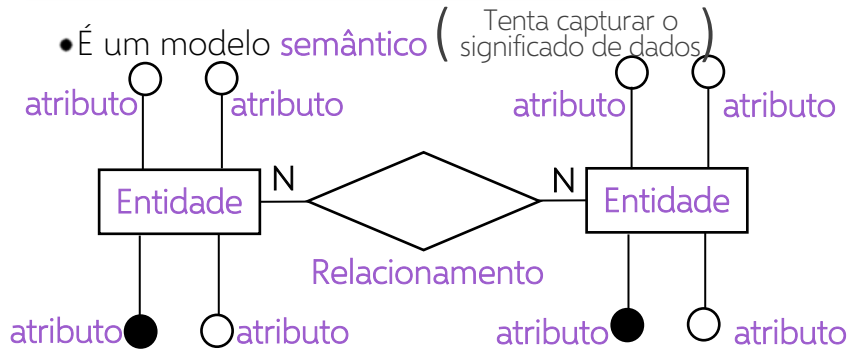 É um modelo semântico ( Tenta capturar o
significado de dados )
atributo atributo atributo atributo
Entidade N N Entidade
Relacionamento
atributo atributo atributo atributo